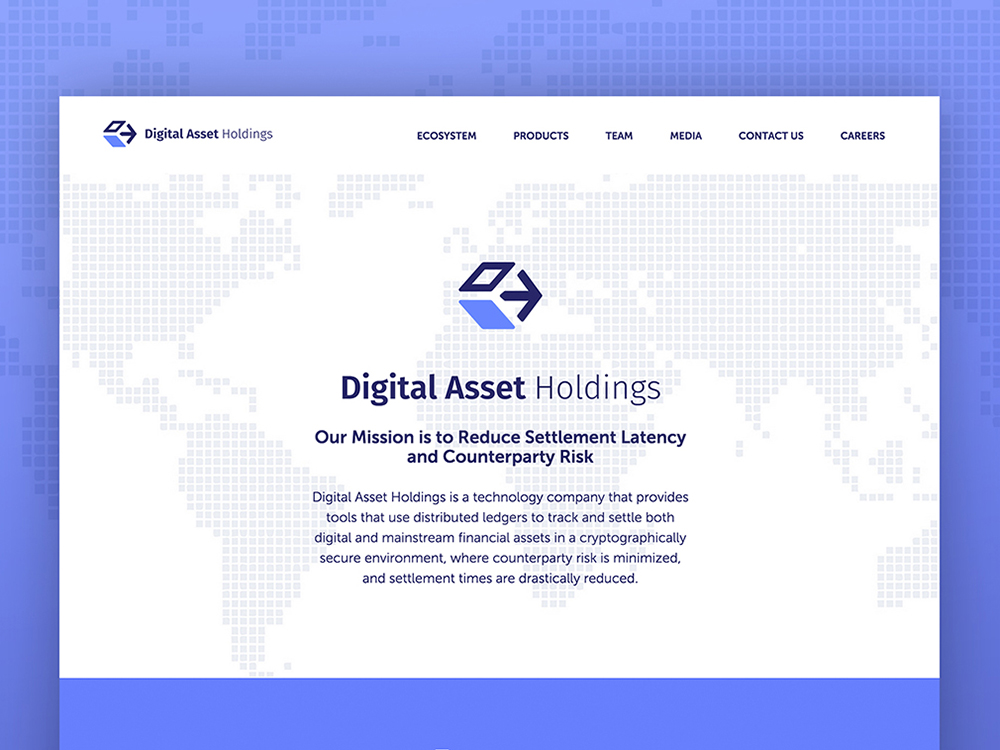 Digital Asset Holdings
ECOSYSTEM PRODUCTS TEAM MEDIA CONTACT US CAREERS
Digital Asset Holdings
Our Mission is to Reduce Settlement Latency
and Counterparty Risk
Digital Asset Holdings is a technology company that provides
tools that use distributed ledgers to track and settle both
digital and mainstream financial assets in a cryptographically
secure environment, where counterparty risk is minimized,
and settlement times are drastically reduced.